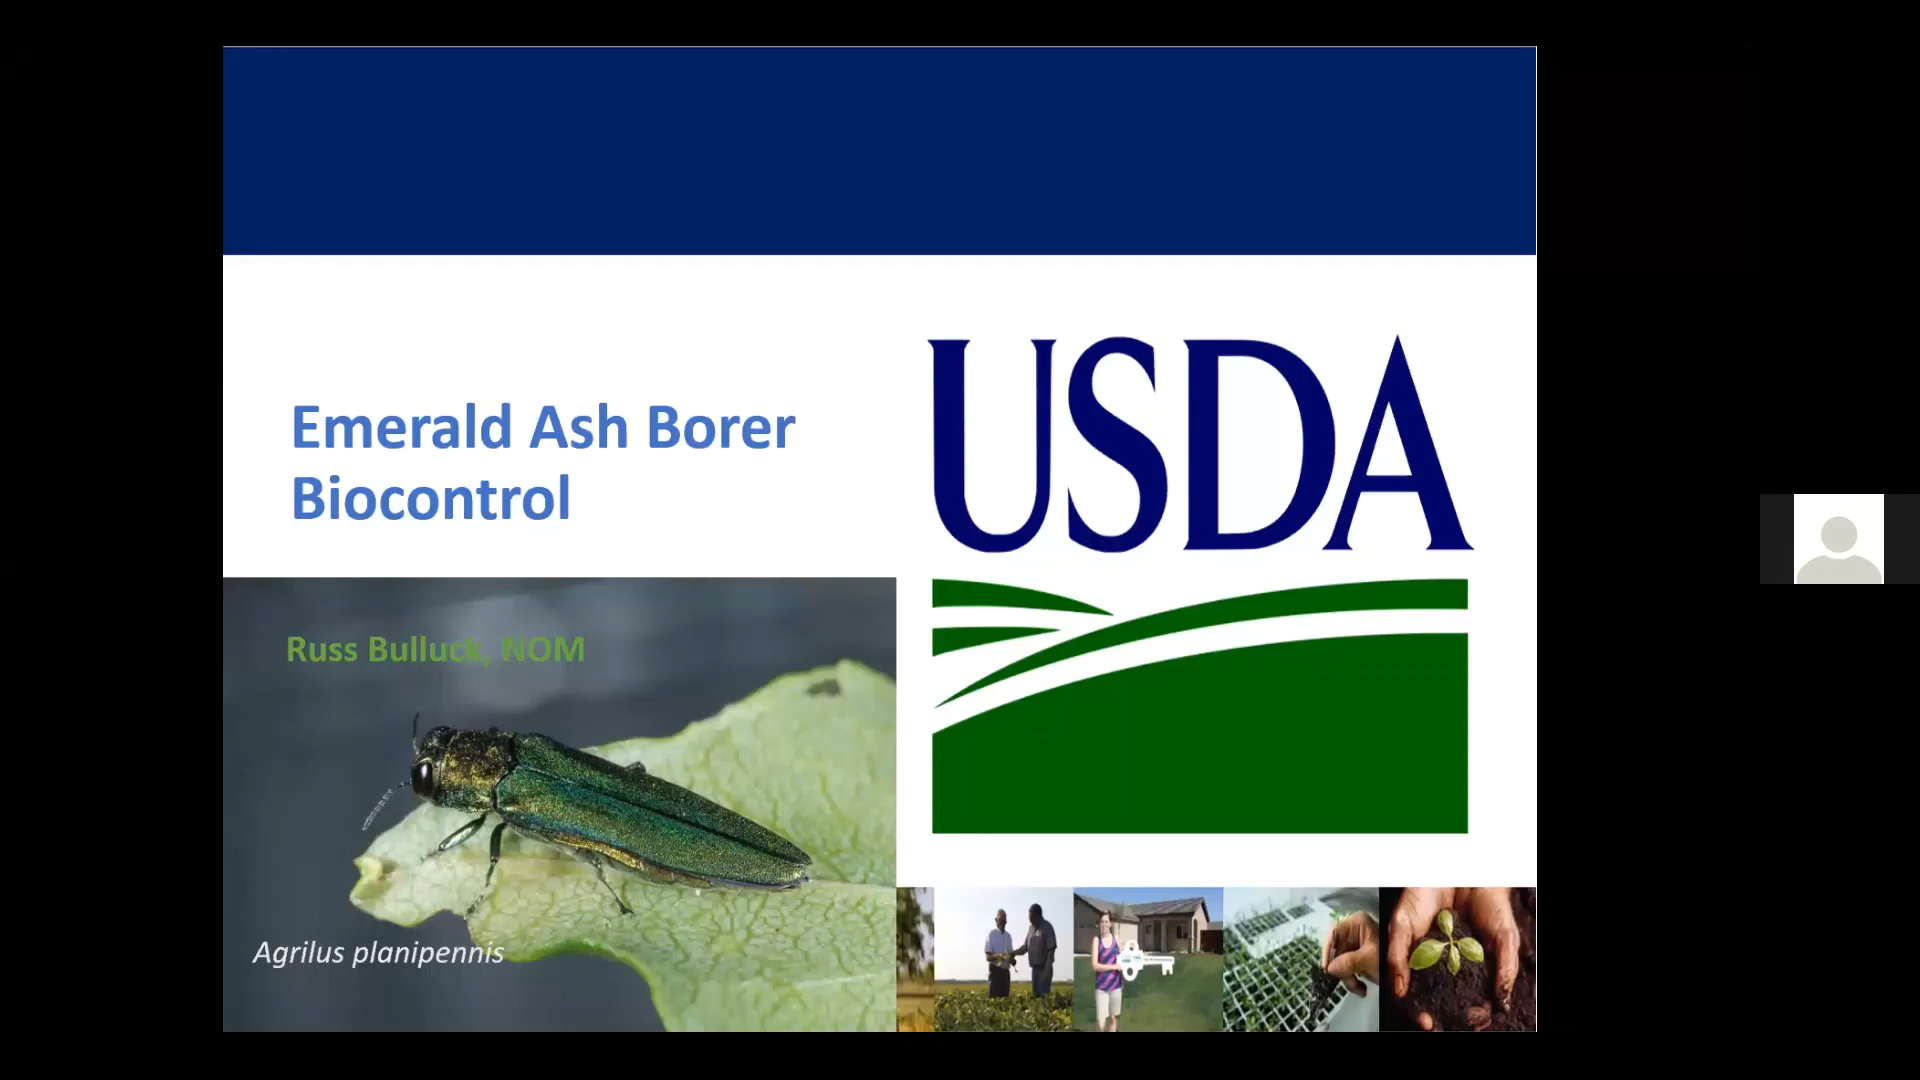 Emerald Ash Borer
Biocontrol
USDA
Russ Bulluck, NOM
Agrilus planipennis